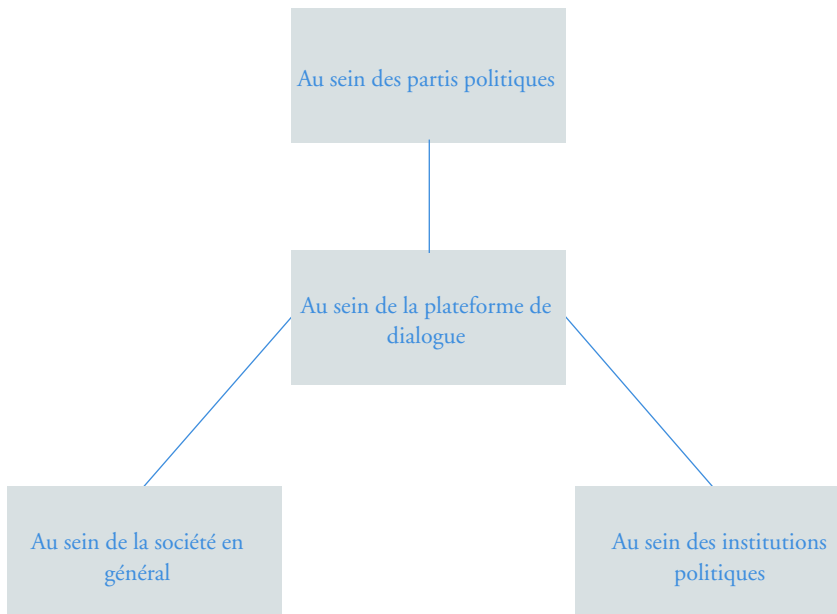 Au sein des partis politiques
Au sein de la plateforme de
dialogue
Au sein de la société en
général
Au sein des institutions
politiques